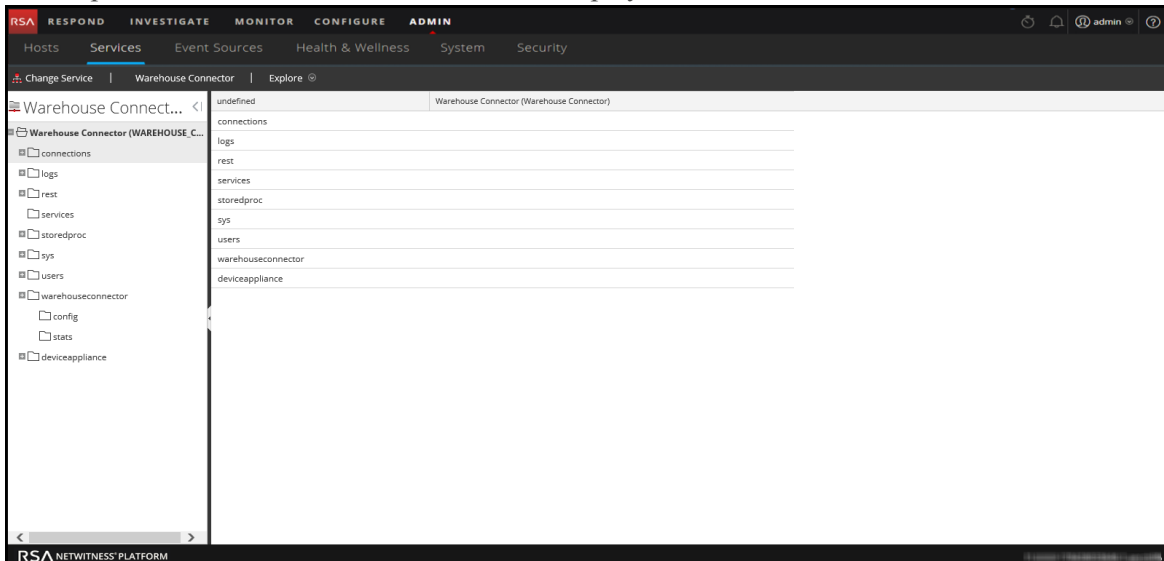 RSA RESPOND INVESTIGATE MONITOR CONFIGURE ADMIN admin
Hosts Services Event Sources Health & Wellness System Security
Change Service | Warehouse Connector | Explore
Warehouse Connect...
Warehouse Connector (WAREHOUSE_C...
connections
logs
rest
services
storedproc
sys
users
warehouseconnector
config
stats
deviceappliance
undefined Warehouse Connector (Warehouse Connector)
connections
logs
rest
services
storedproc
sys
users
warehouseconnector
deviceappliance
RSA NETWITNESS® PLATFORM